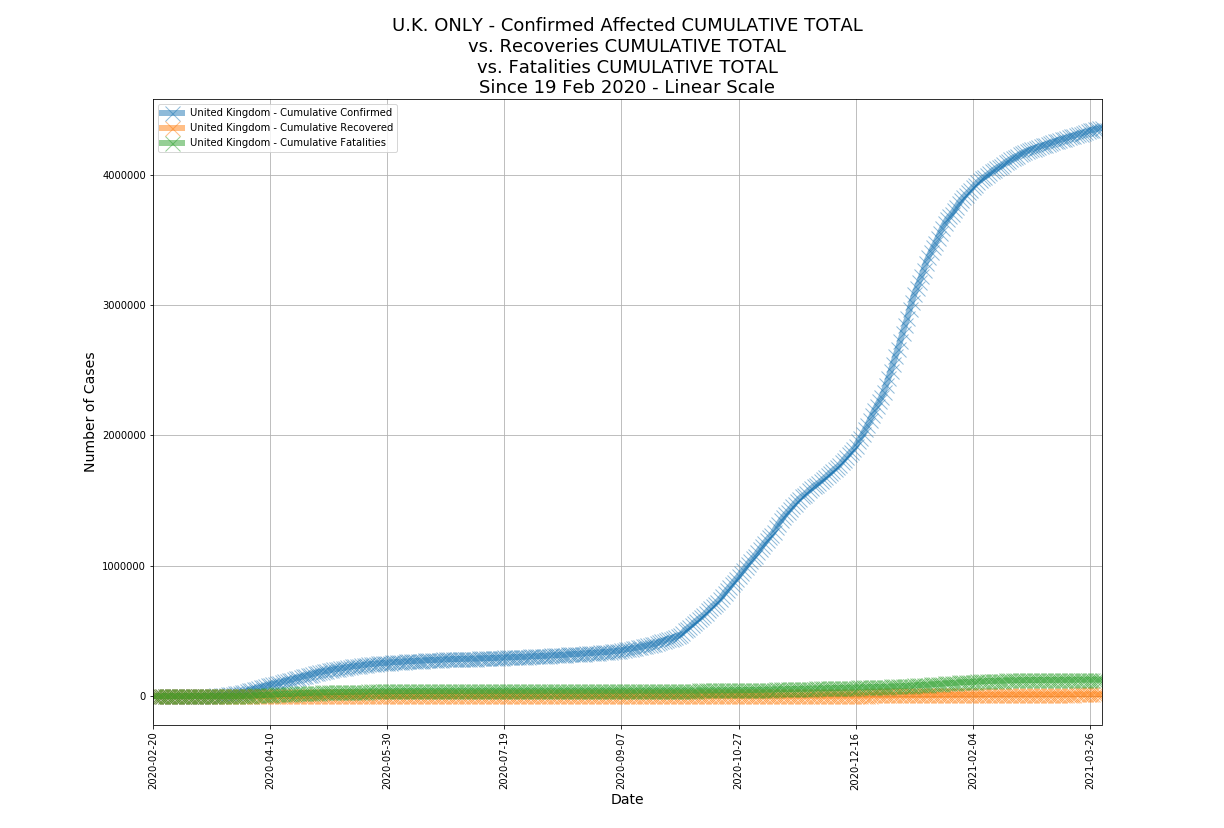 U.K. ONLY - Confirmed Affected CUMULATIVE TOTAL
vs. Recoveries CUMULATIVE TOTAL
vs. Fatalities CUMULATIVE TOTAL
Since 19 Feb 2020 - Linear Scale
United Kingdom - Cumulative Confirmed
United Kingdom - Cumulative Recovered
United Kingdom - Cumulative Fatalities
Number of Cases
4000000
3000000
2000000
1000000
0
2020-02-20
2020-04-10
2020-05-30
2020-07-19
2020-09-07
2020-10-27
2020-12-16
2021-02-04
2021-03-26
Date